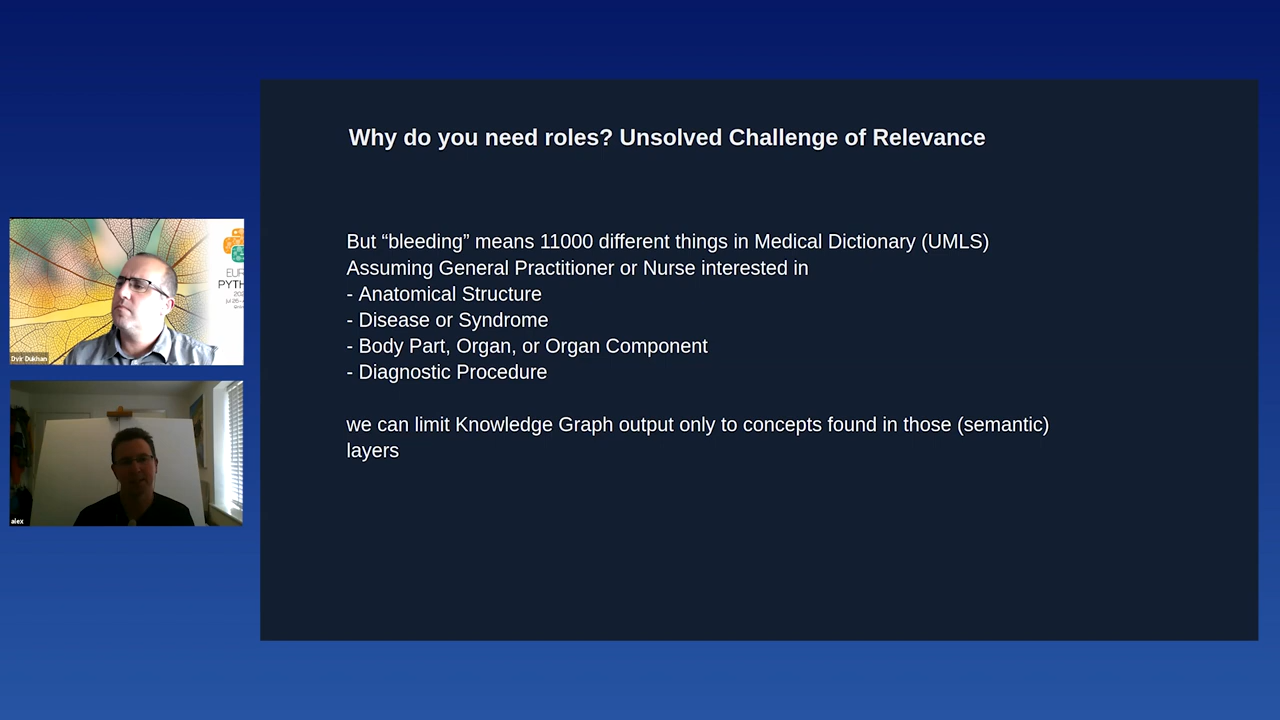 Why do you need roles? Unsolved Challenge of Relevance
But “bleeding” means 11000 different things in Medical Dictionary (UMLS)
Assuming General Practitioner or Nurse interested in
- Anatomical Structure
- Disease or Syndrome
- Body Part, Organ, or Organ Component
- Diagnostic Procedure
we can limit Knowledge Graph output only to concepts found in those (semantic)
layers
Dvir Dukhan
alex